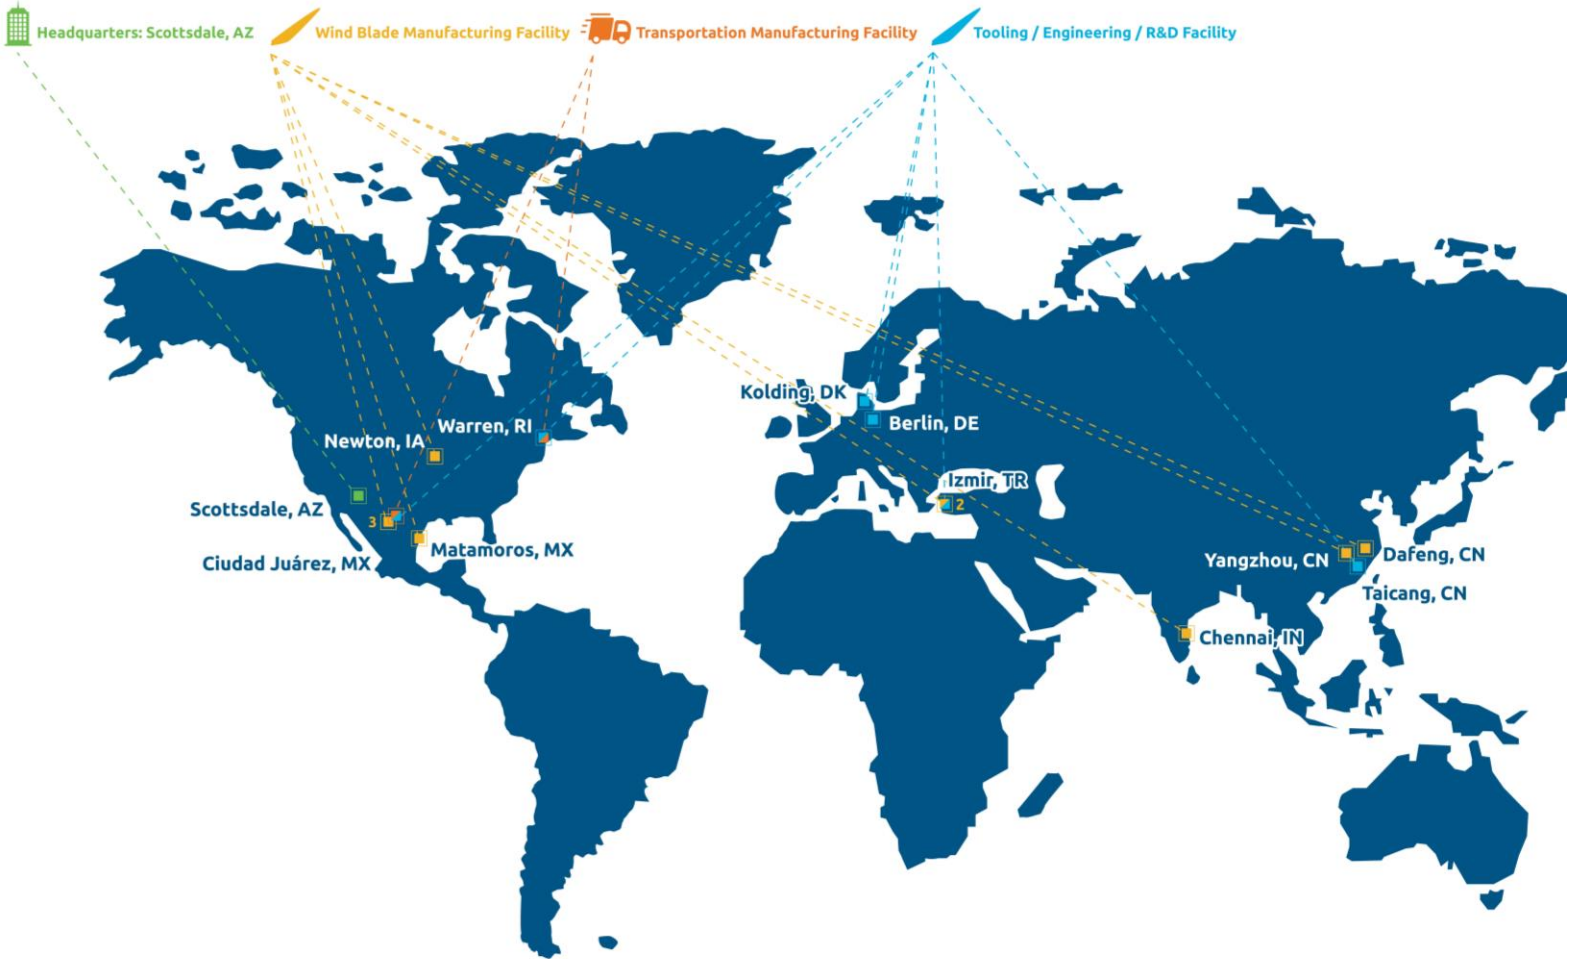 Headquarters: Scottsdale, AZ
Wind Blade Manufacturing Facility
Transportation Manufacturing Facility
Tooling / Engineering / R&D Facility
Kolding, DK
Berlin, DE
Warren, RI
Newton, IA
Izmir, TR
2
Scottsdale, AZ
3
Matamoros, MX
Ciudad Juárez, MX
Yangzhou, CN
Dafeng, CN
Taicang, CN
Chennai, IN